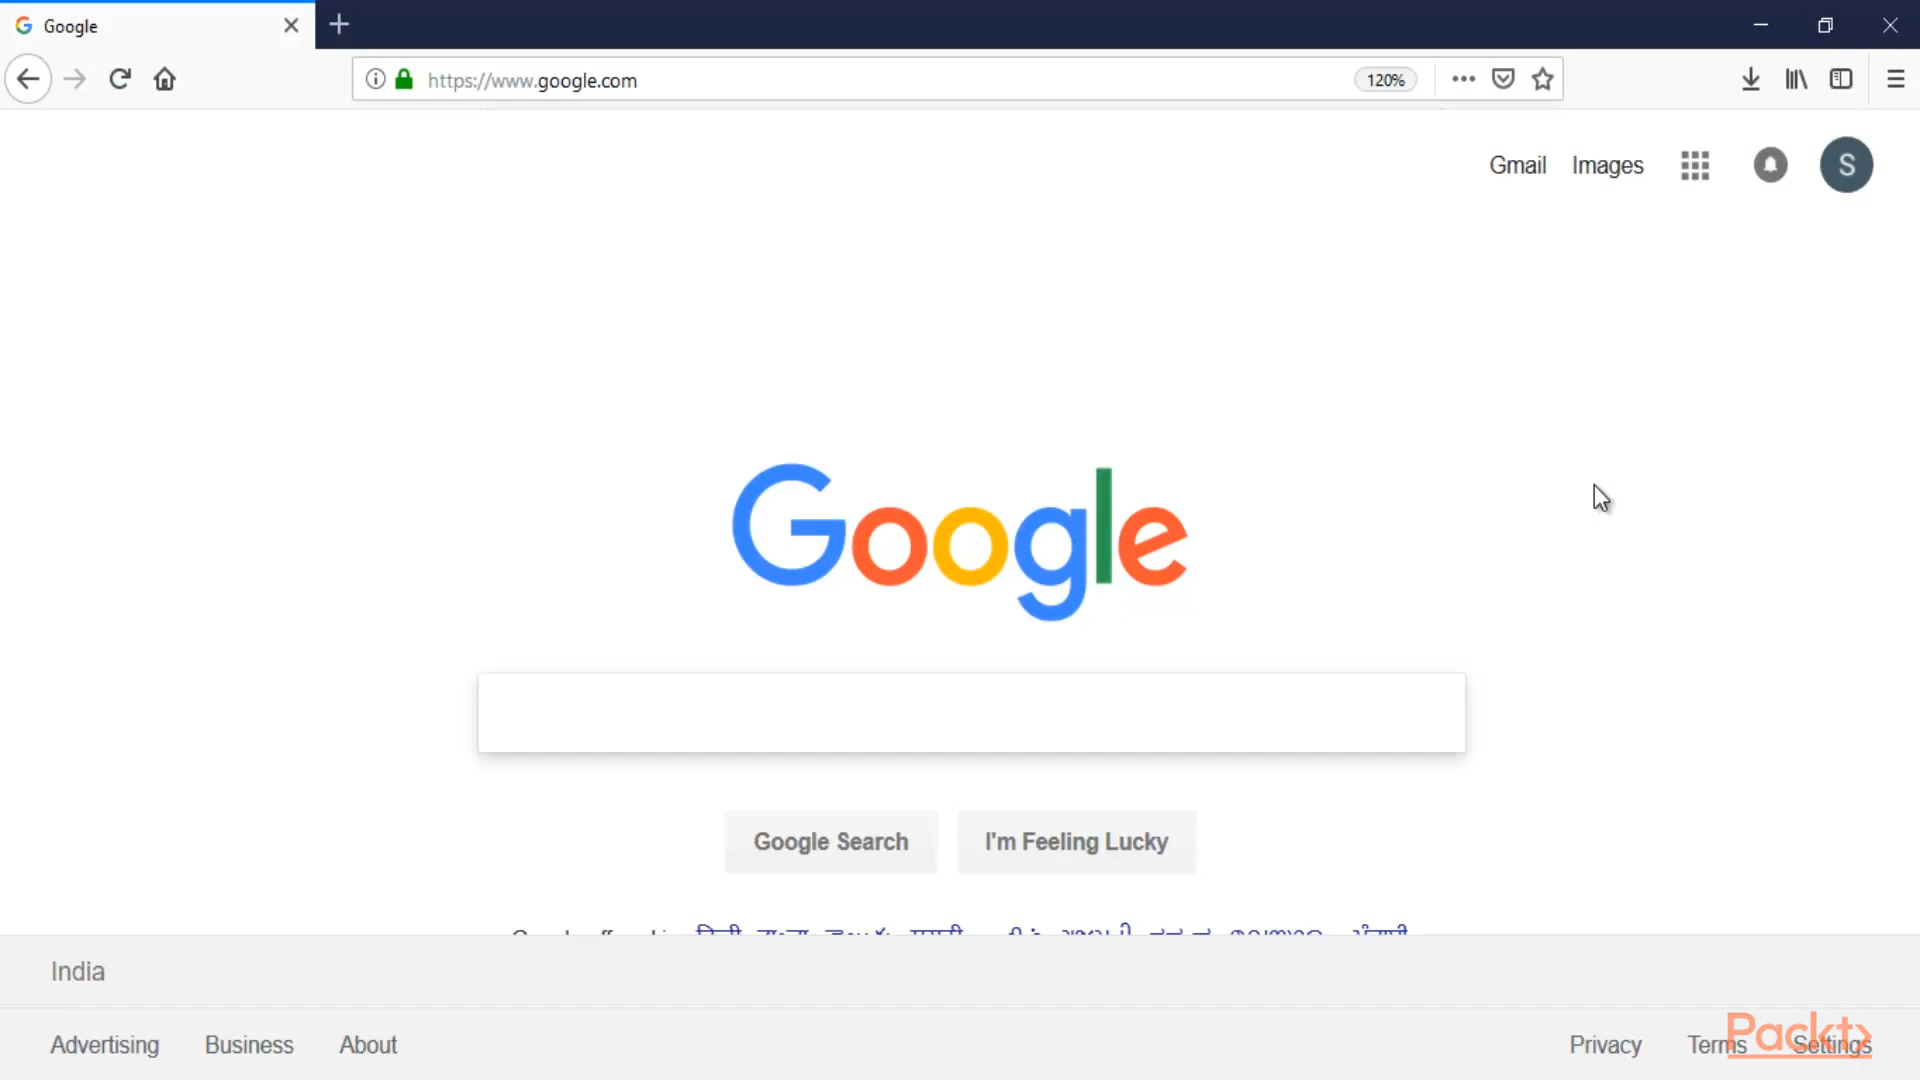 Google
https://www.google.com
120%
Gmail Images
S
Google
Google Search I'm Feeling Lucky
India
Advertising Business About
Privacy Terms Settings
Packt